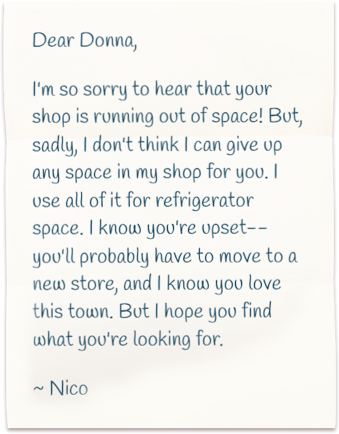 Dear Donna,
I'm so sorry to hear that your
shop is running out of space! But,
sadly, I don't think I can give up
any space in my shop for you. I
use all of it for refrigerator
space. I know you're upset--
you'll probably have to move to a
new store, and I know you love
this town. But I hope you find
what you're looking for.
~ Nico